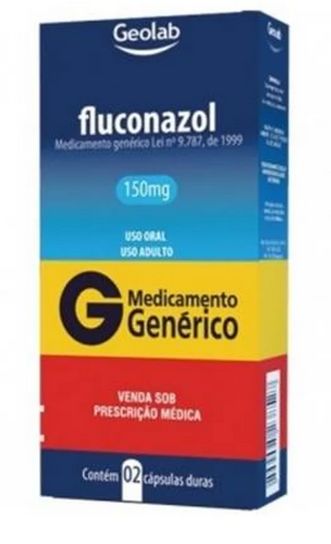 Geolab
fluconazol
Medicamento genérico Lei nº 9.787, de 1999
150mg
USO ORAL
USO ADULTO
G Medicamento
Genérico
VENDA SOB
PRESCRIÇÃO MÉDICA
Contém 02 cápsulas duras
Geolab